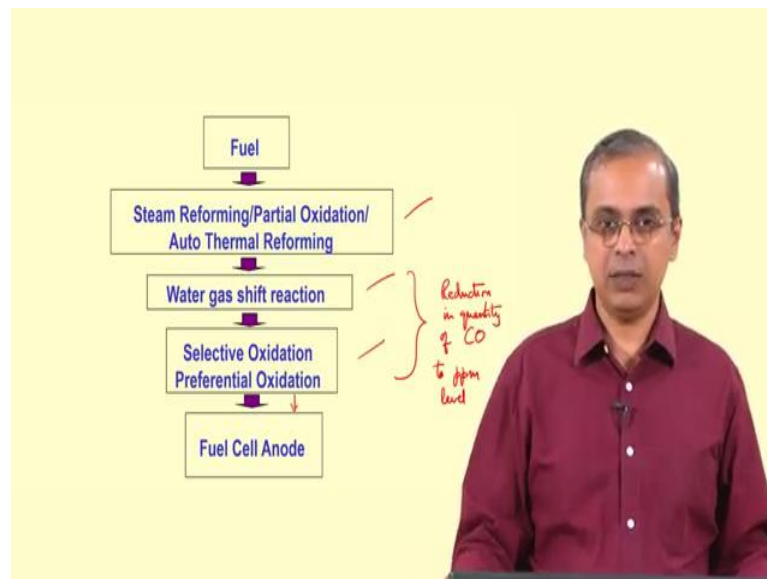 Fuel
Steam Reforming/Partial Oxidation/
Auto Thermal Reforming
Water gas shift reaction
Selective Oxidation
Preferential Oxidation
Fuel Cell Anode
Reduction
in quantity
of CO
to ppm
level